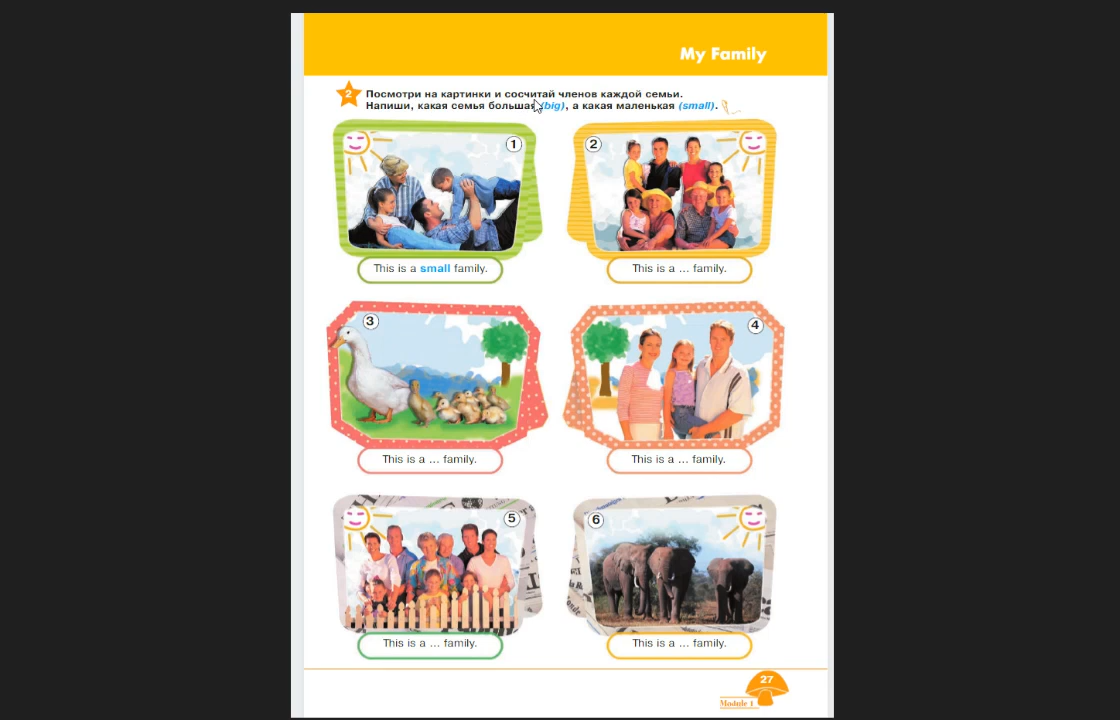 My Family
2 Посмотри на картинки и сосчитай членов каждой семьи.
Напиши, какая семья большая (big), а какая маленькая (small).
1
2
This is a small family.
This is a ... family.
3
4
This is a ... family.
This is a ... family.
5
6
This is a ... family.
This is a ... family.
27
Module 1